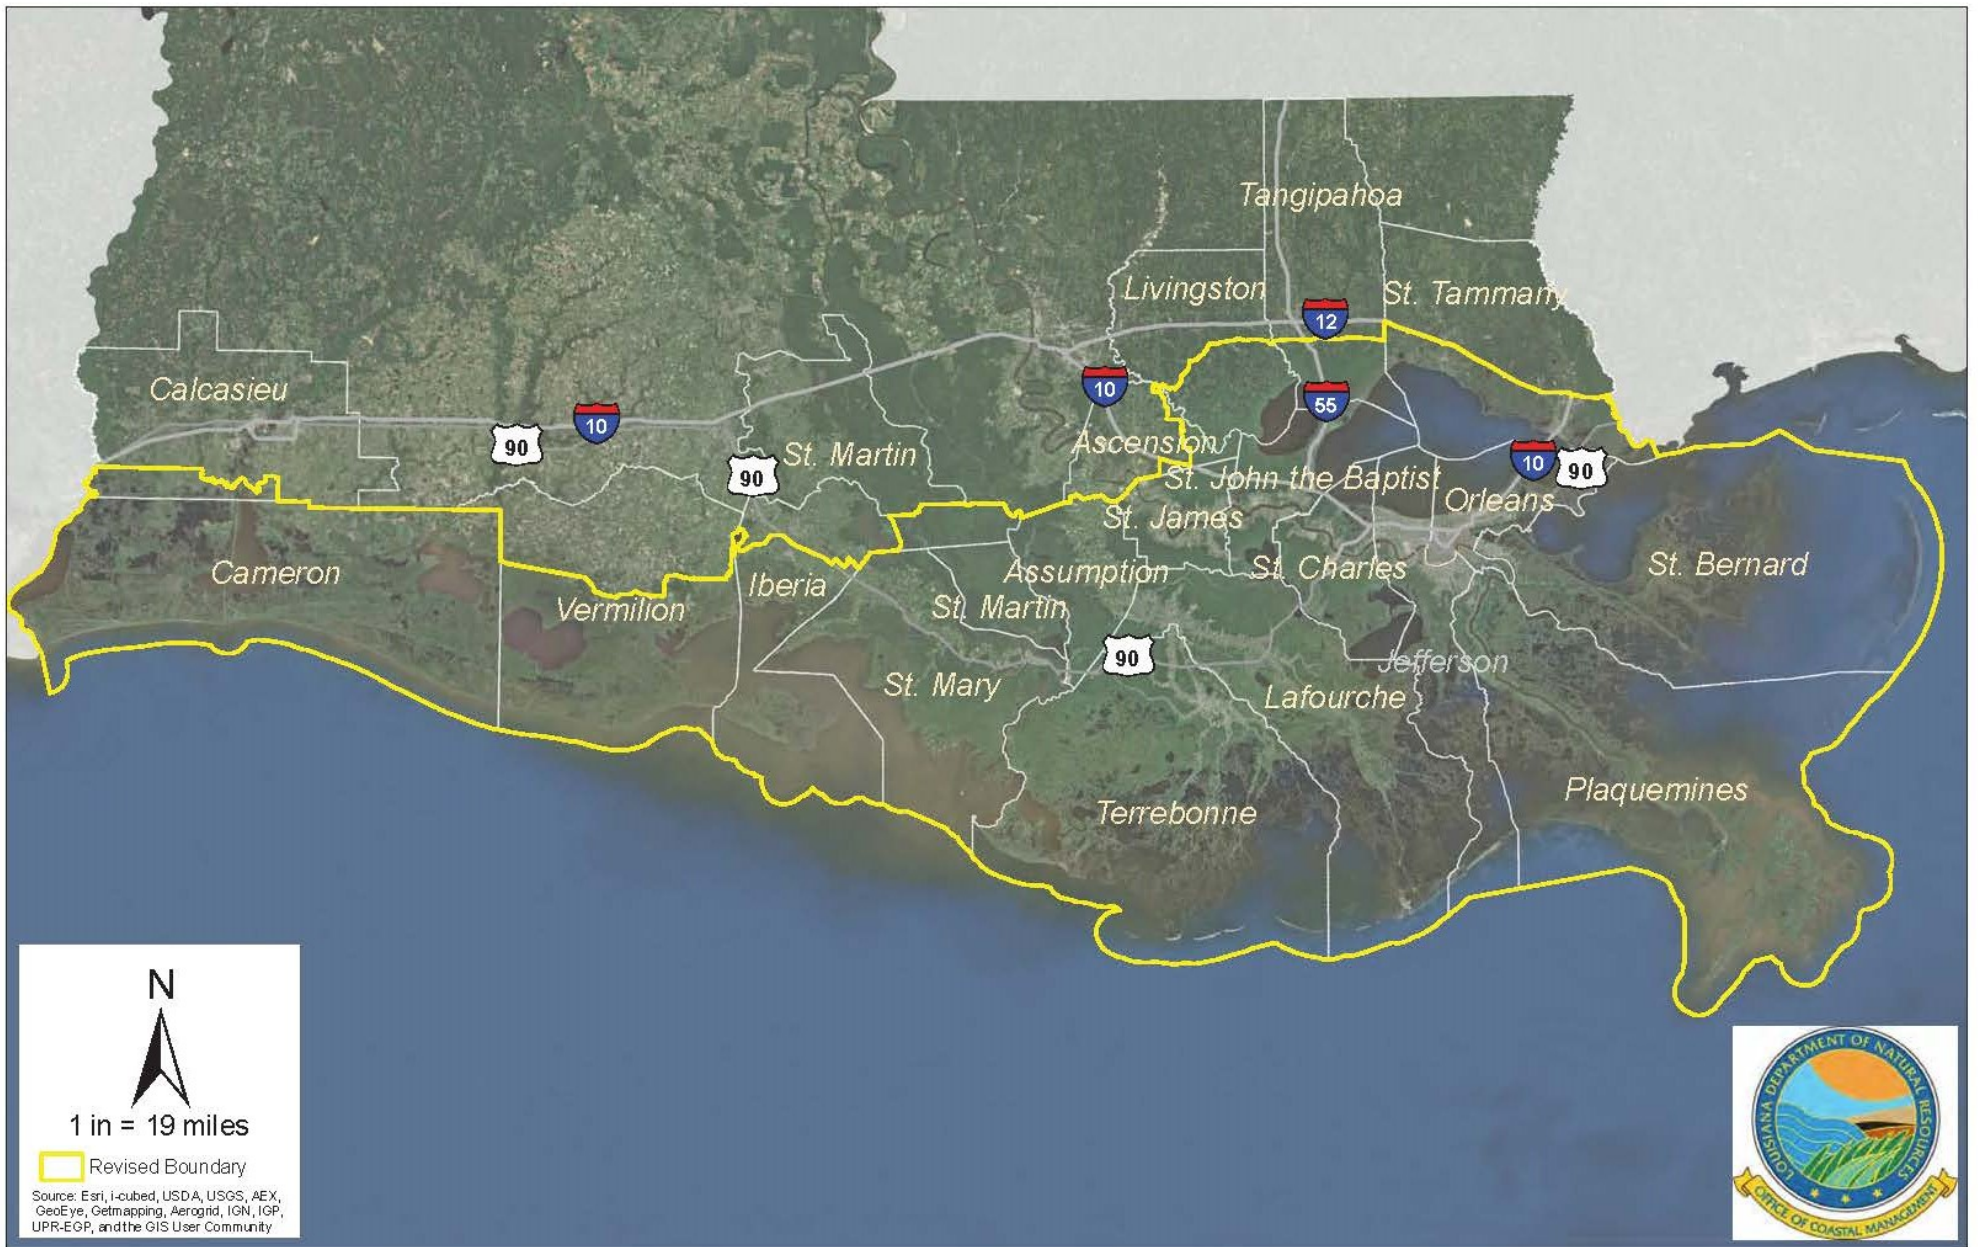 Tangipahoa
Livingston
St. Tammany
12
Calcasieu
10
55
10
90
Ascension
St. Martin
90
St. John the Baptist
10
90
Orleans
St. James
Cameron
Iberia
Assumption
St. Charles
St. Bernard
Vermilion
St. Martin
90
Jefferson
St. Mary
Lafourche
Plaquemines
Terrebonne
N
1 in = 19 miles
Revised Boundary
Source: Esri, i-cubed, USDA, USGS, AEX,
GeoEye, Getmapping, Aerogrid, IGN, IGP,
UPR-EGP, and the GIS User Community
LOUISIANA DEPARTMENT OF NATURAL RESOURCES
OFFICE OF COASTAL MANAGEMENT